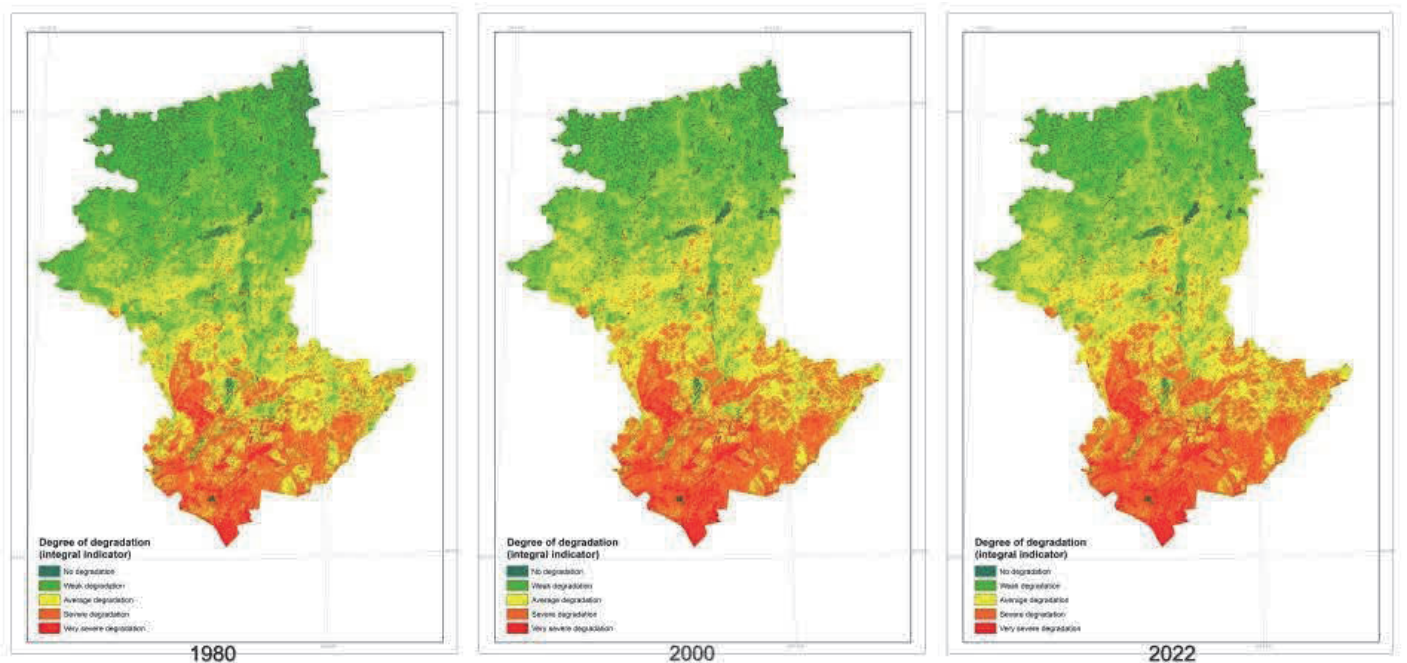 Degree of degradation
(integral indicator)
No degradation
Weak degradation
Average degradation
Severe degradation
Very severe degradation
1980
Degree of degradation
(integral indicator)
No degradation
Weak degradation
Average degradation
Severe degradation
Very severe degradation
2000
Degree of degradation
(integral indicator)
No degradation
Weak degradation
Average degradation
Severe degradation
Very severe degradation
2022